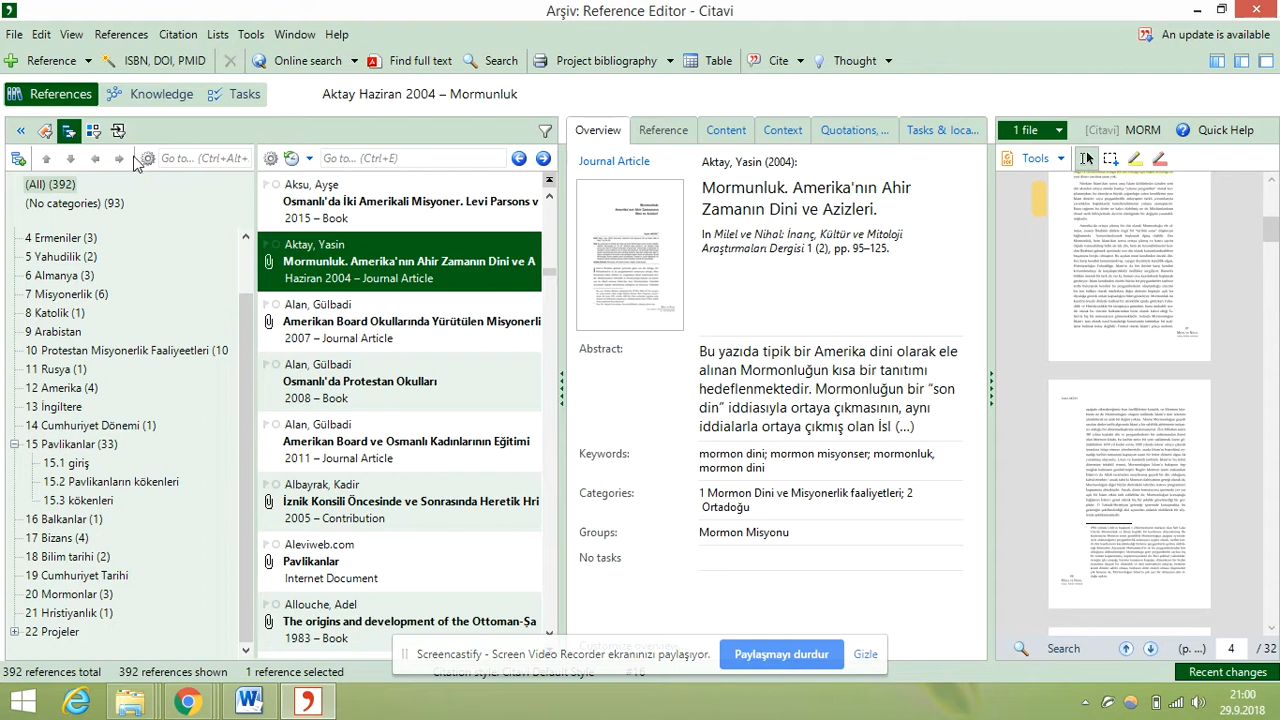 Arşiv: Reference Editor - Citavi
File Edit View References Citation Lists Tools Window Help
An update is available
Reference ISBN, DOI, PMID Online search Find full text Search Project bibliography Table Cite Thought
References Knowledge Tasks
Aktay Haziran 2004 – Mormunluk
Overview Reference Content Context Quotations, ... Tasks & loca...
1 file [Citavi] MORM Quick Help
Go to... (Ctrl+Alt+.
Go to... (Ctrl+E)
Tools
(All) (392)
(No categories) (93)
4 Ermeniler (3)
5 Yahudilik (2)
6 Almanya (3)
7 Misyonerlik (6)
8 Katolik (1)
9 Arabistan
10 Protestan Misyonerlik Faaliyeetleri (10
11 Rusya (1)
12 Amerika (4)
13 İngiltere
14 Cumhuriyet Dönemi (1)
15 Pavlikanlar (33)
15.1 giriş
15.2 Pavlikanların kökenleri
15.3 kökenleri
16 Balkanlar (1)
17 Bizans (4)
18 Bilim tarihi (2)
19 Cumhuriyet Tarihi
20 Mormonlar (3)
21 Hristiyanlık (1)
22 Projeler
Aksu, Ayşe
Osmanlı'da İki Amerikalı Misyoner Levi Parsons v
2015 – Book
Aktay, Yasin
Mormunluk. Amerika'nın Ahir Zamanın Dini ve A
Haziran 2004 – Journal Article
Alan, Gülbadi
Amerikan Board'un Merzifon'da Yürütülen Misyonerli
2007 – Journal Article
Alan, Gülbadi
Osmanlı'da Protestan Okulları
2008 – Book
Alan, Gülbadi
Amerikan Board ve Cumhuriyet Dönemi Eğitimi
2011 – Journal Article
Albayrak, Kadir
İznik Konsili Öncesinde Hıristiyanlık ve Heretik Hri
2005 – Contribution
Pavlikanlar
Internet Document
Allouche, Adel
The origins and development of the Ottoman-Ṣa
1983 – Book
Journal Article
Aktay, Yasin (2004):
Mormunluk. Amerika'nın Ahir
Zamanın Dini ve Azizleri.
In Milel ve Nihal: İnanç, Kültür ve Mitoloji
Araştırmaları Dergisi 1 (2), pp. 95–125.
Abstract:
Bu yazıda tipik bir Amerika dini olarak ele
alınan Mormonluğun kısa bir tanıtımı
hedeflenmektedir. Mormonluğun bir “son
din” iddiasıyla ortaya çıkmasının, aynı
iddialarla ortaya çıkmış olan İsl (...)
Keywords: mormonlar; mormon misyoner; mormonluk,
mormon dini
Categories: 1 Mormon Dini ve Misyonerlik
Ortadoğu
Groups: Mormon Misyonu
No tasks
Screencastify - Screen Video Recorder ekranınızı paylaşıyor. Paylaşmayı durdur Gizle
392 references total 392 references shown 1 reference selected Citation style: Citavi Default Style #16
Search (p. ... 4 / 32
Recent changes
21:00
29.9.2018